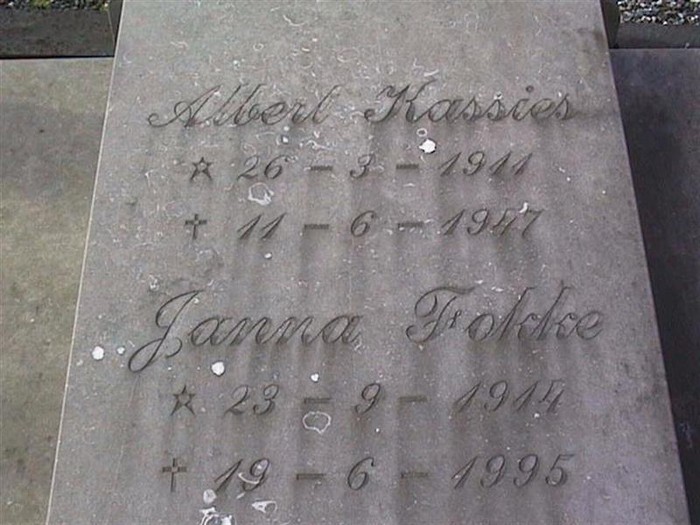 Albert Kassies
☆ 26 - 3 - 1911
† 11 - 6 - 1947
Janna Fokke
☆ 23 - 9 - 1914
† 19 - 6 - 1995